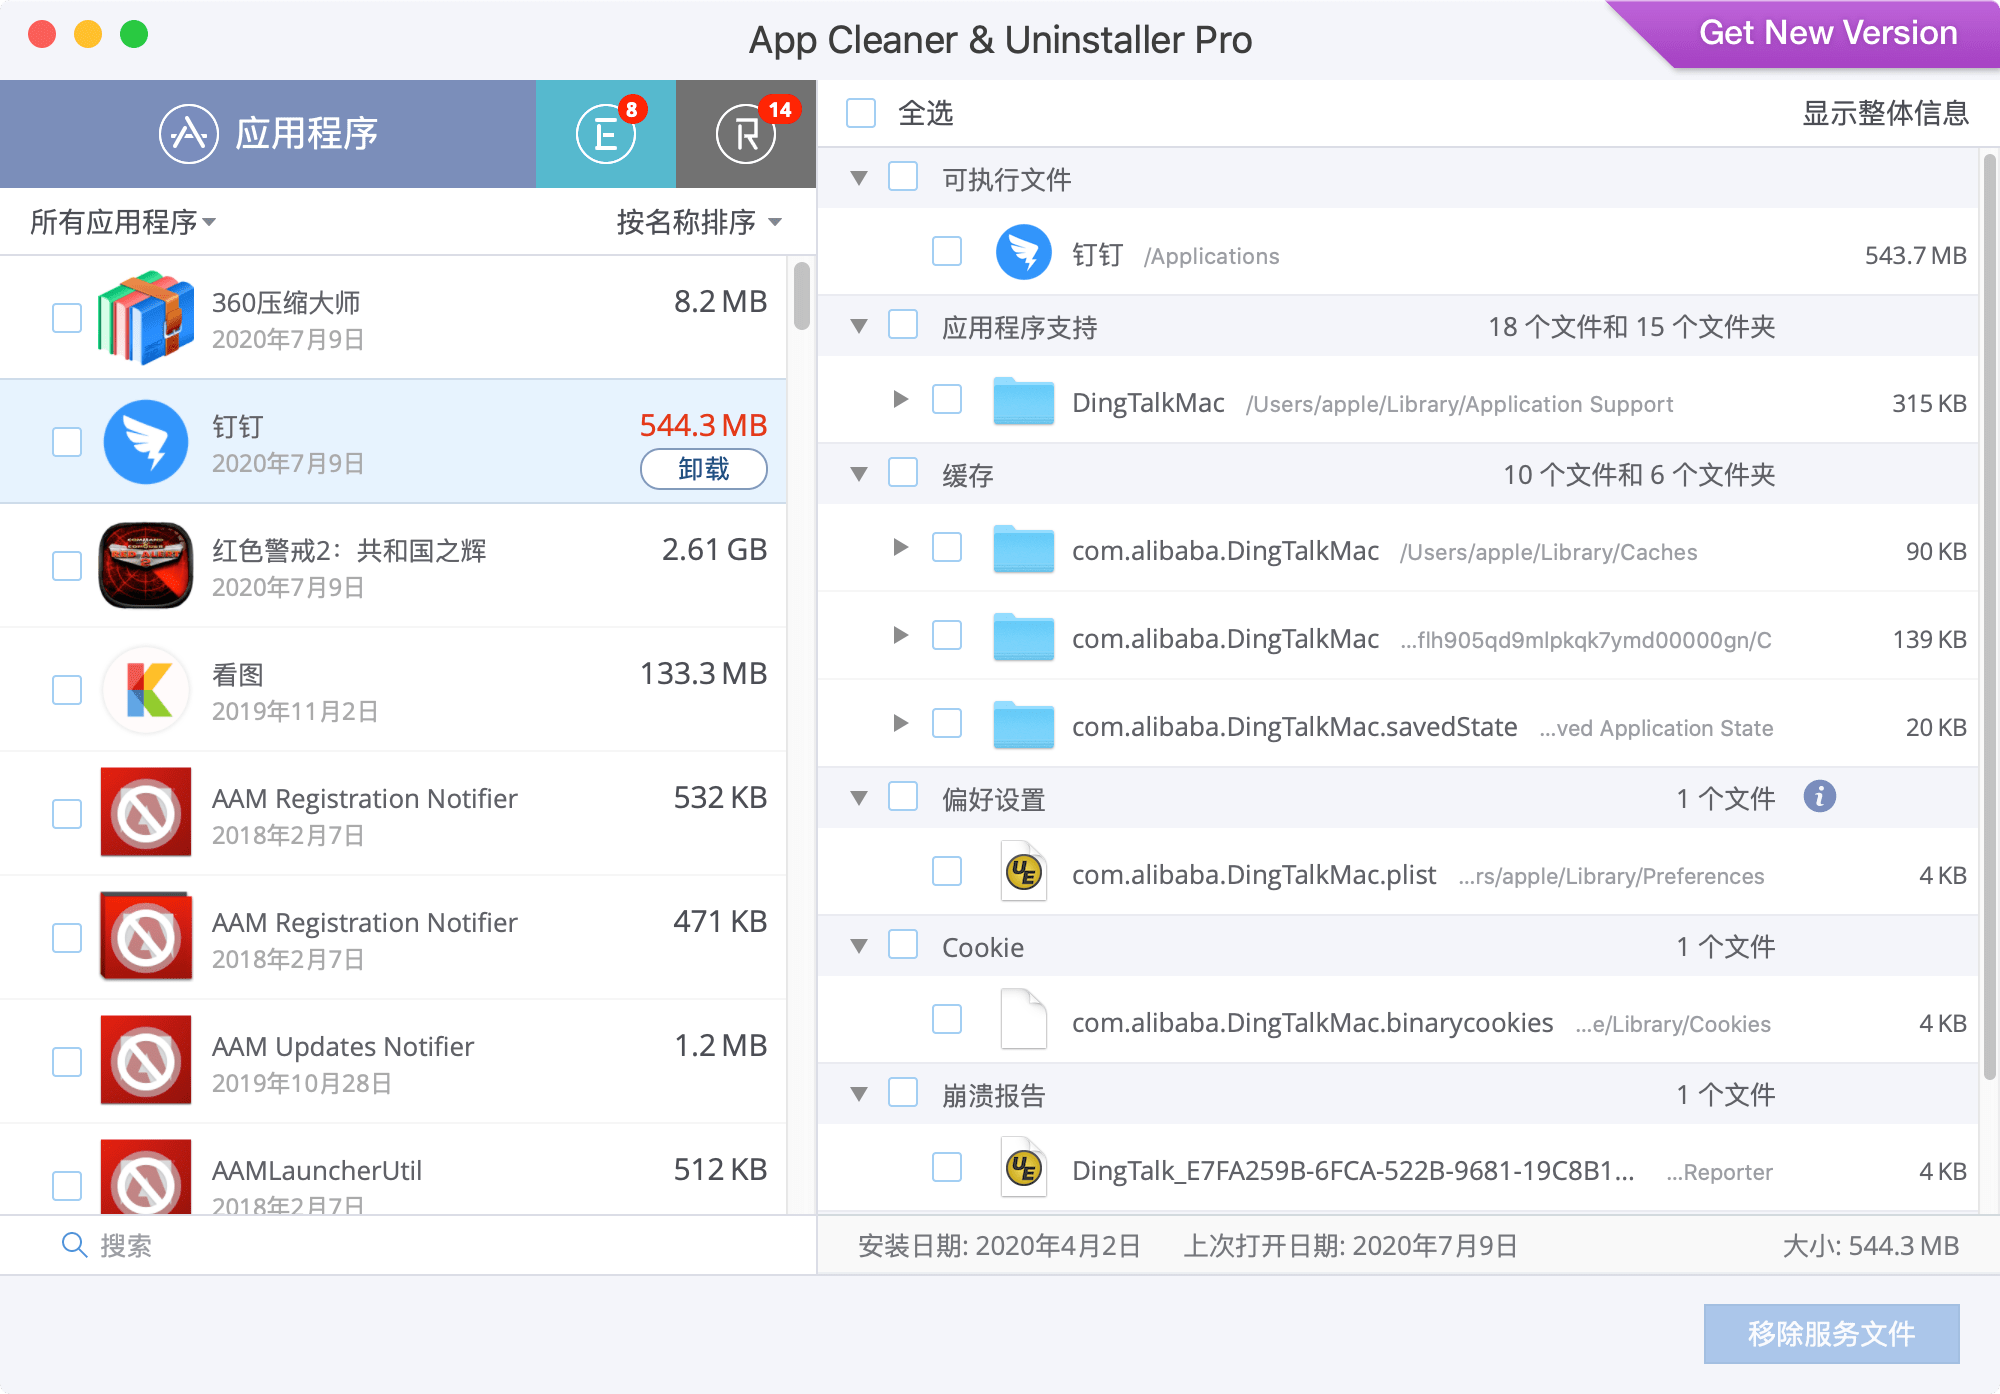 App Cleaner & Uninstaller Pro
Get New Version
应用程序
E
8
R
14
所有应用程序
按名称排序
360压缩大师
8.2 MB
2020年7月9日
钉钉
544.3 MB
2020年7月9日
卸载
红色警戒2：共和国之辉
2.61 GB
2020年7月9日
看图
133.3 MB
2019年11月2日
AAM Registration Notifier
532 KB
2018年2月7日
AAM Registration Notifier
471 KB
2018年2月7日
AAM Updates Notifier
1.2 MB
2019年10月28日
AAMLauncherUtil
512 KB
2018年2月7日
搜索
全选
显示整体信息
可执行文件
钉钉 /Applications 543.7 MB
应用程序支持 18 个文件和 15 个文件夹
DingTalkMac /Users/apple/Library/Application Support 315 KB
缓存 10 个文件和 6 个文件夹
com.alibaba.DingTalkMac /Users/apple/Library/Caches 90 KB
com.alibaba.DingTalkMac ...flh905qd9mlpkqk7ymd00000gn/C 139 KB
com.alibaba.DingTalkMac.savedState ...ved Application State 20 KB
偏好设置 1 个文件 i
UE com.alibaba.DingTalkMac.plist ...rs/apple/Library/Preferences 4 KB
Cookie 1 个文件
com.alibaba.DingTalkMac.binarycookies ...e/Library/Cookies 4 KB
崩溃报告 1 个文件
UE DingTalk_E7FA259B-6FCA-522B-9681-19C8B1... ...Reporter 4 KB
安装日期: 2020年4月2日 上次打开日期: 2020年7月9日 大小: 544.3 MB
移除服务文件